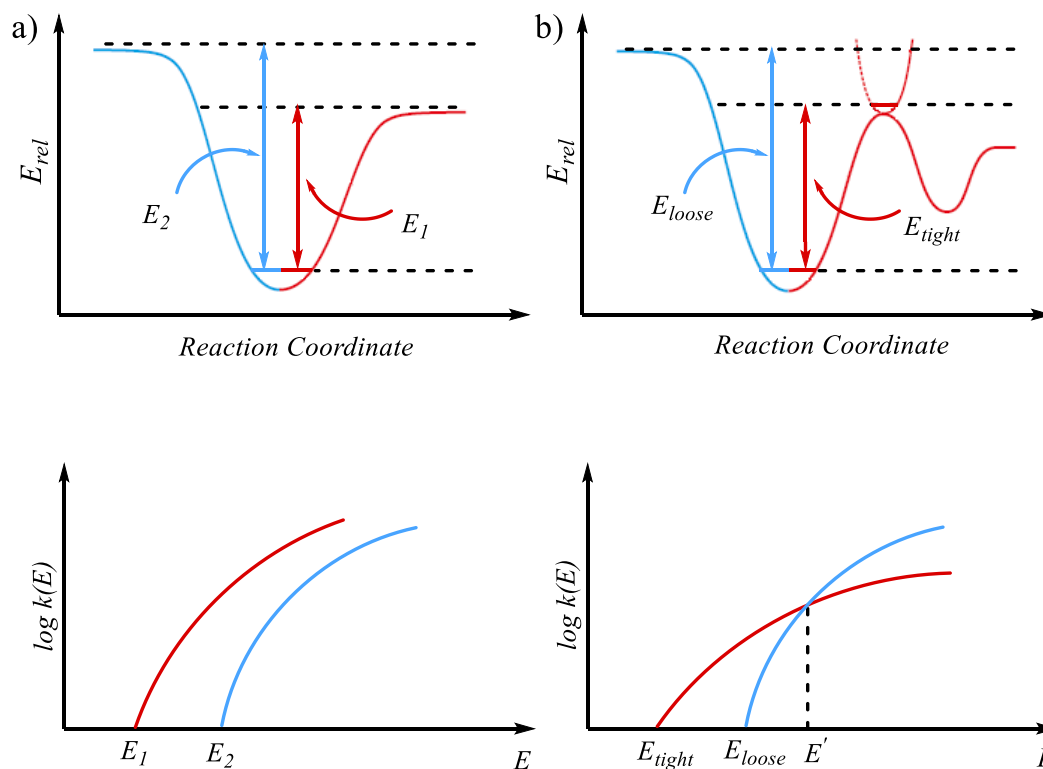 a)
E_rel
E_2
E_1
Reaction Coordinate
b)
E_rel
E_loose
E_tight
Reaction Coordinate
log k(E)
E_1
E_2
E
log k(E)
E_tight
E_loose
E'